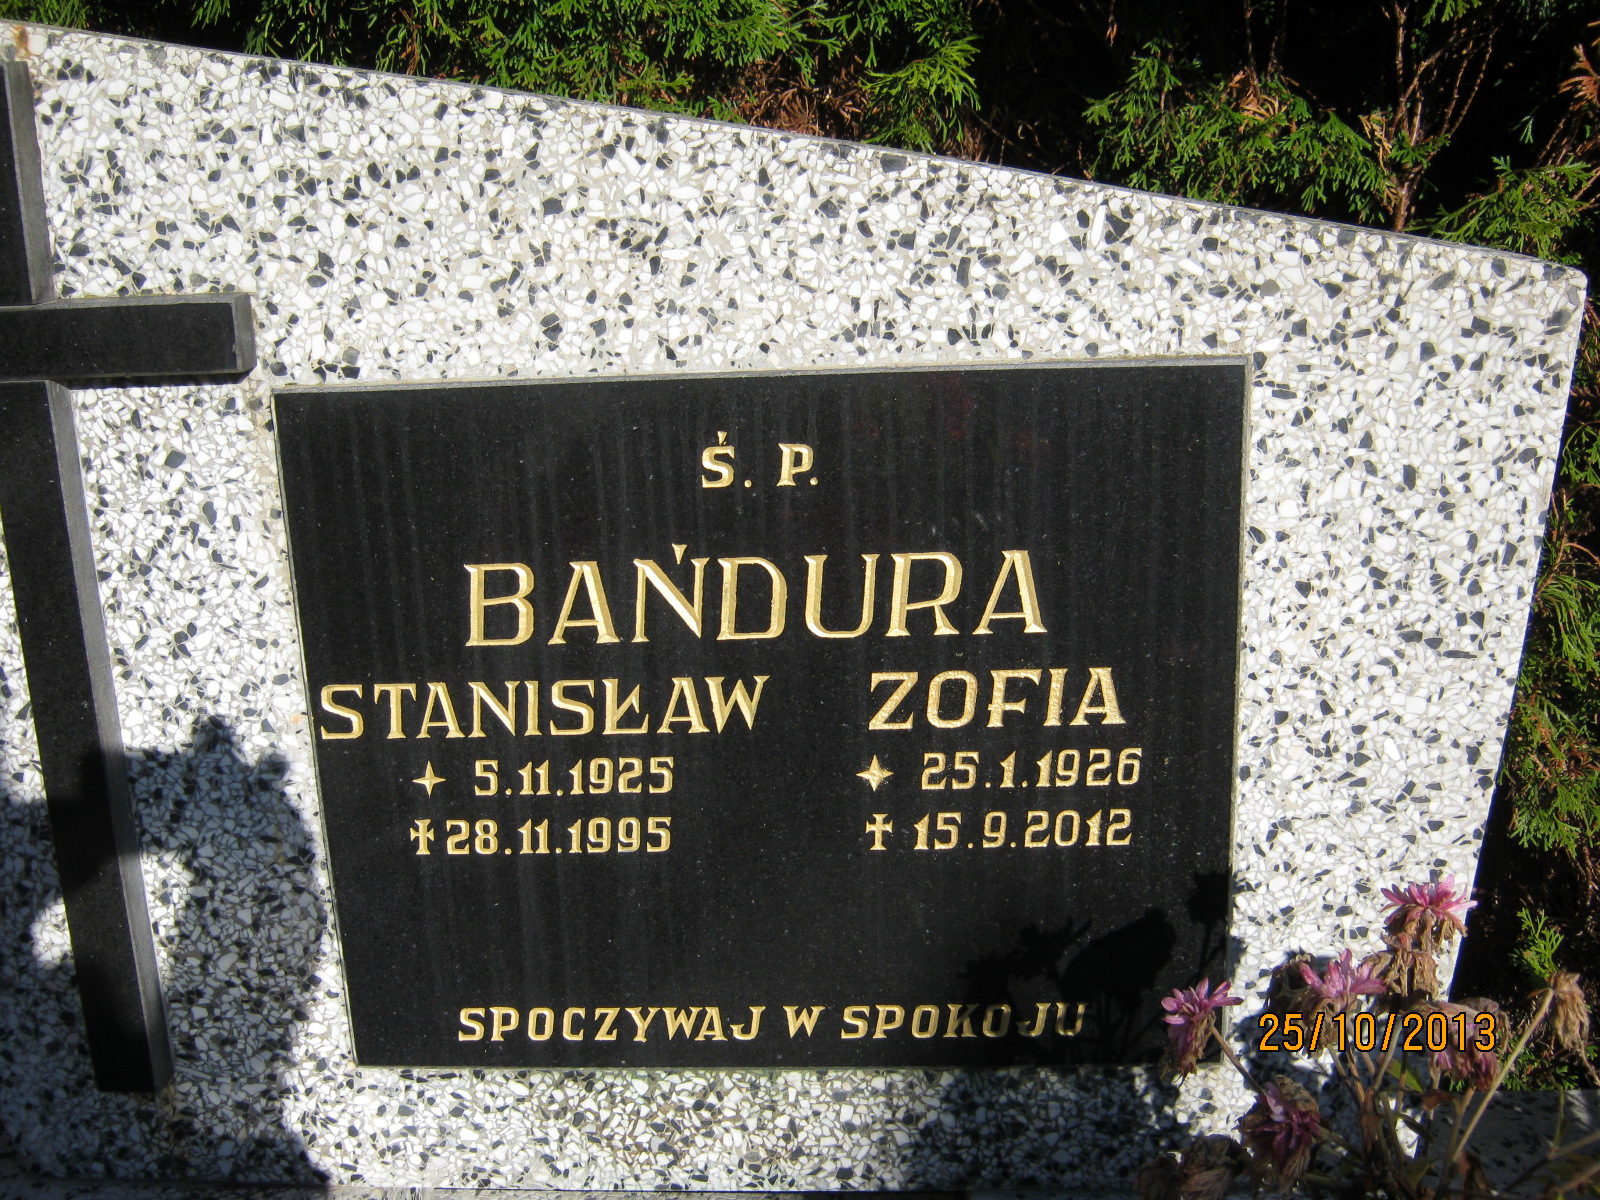 Ś. P.
BAŃDURA
STANISŁAW ZOFIA
5.11.1925 25.1.1926
28.11.1995 15.9.2012
SPOCZYWAJ W SPOKOJU
25/10/2013